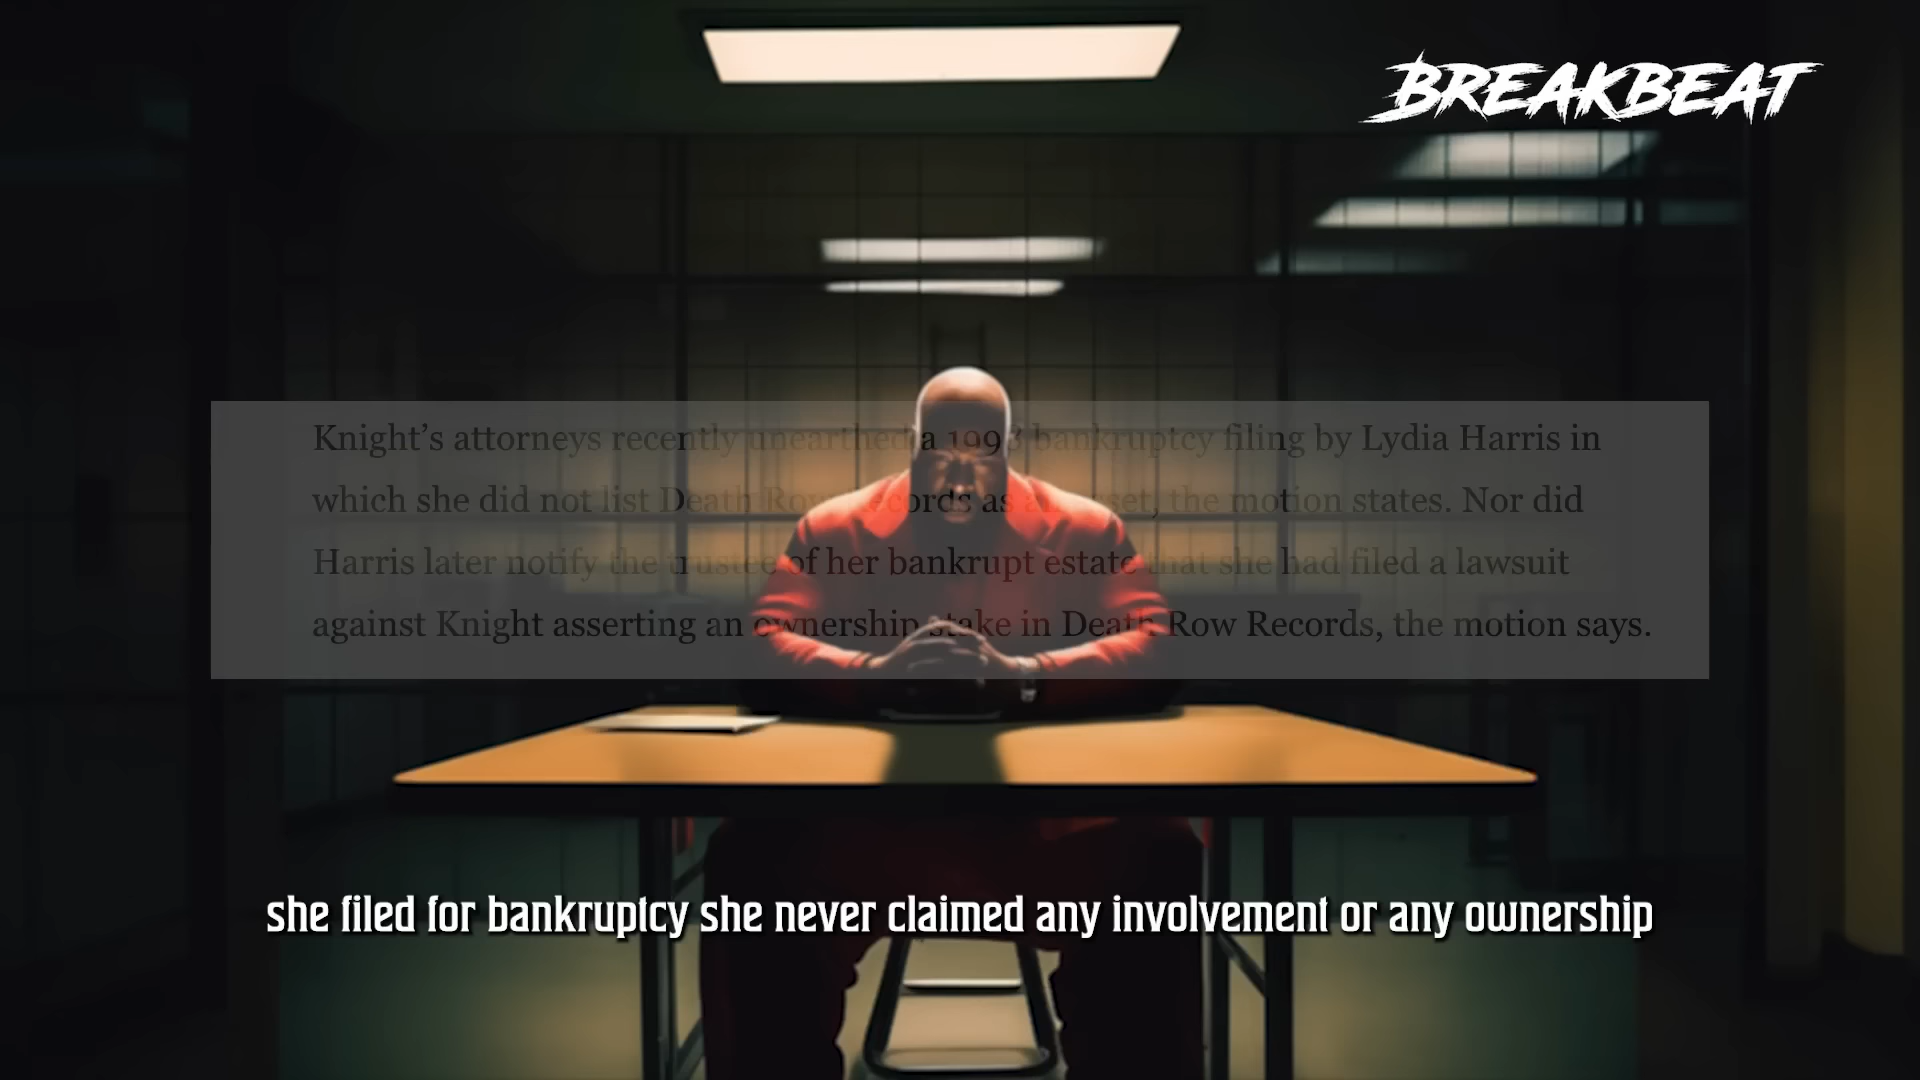 BREAKBEAT
Knight’s attorneys recently unearthed a 1998 bankruptcy filing by Lydia Harris in
which she did not list Death Row Records as an asset, the motion states. Nor did
Harris later notify the trustee of her bankrupt estate that she had filed a lawsuit
against Knight asserting an ownership stake in Death Row Records, the motion says.
she filed for bankruptcy she never claimed any involvement or any ownership